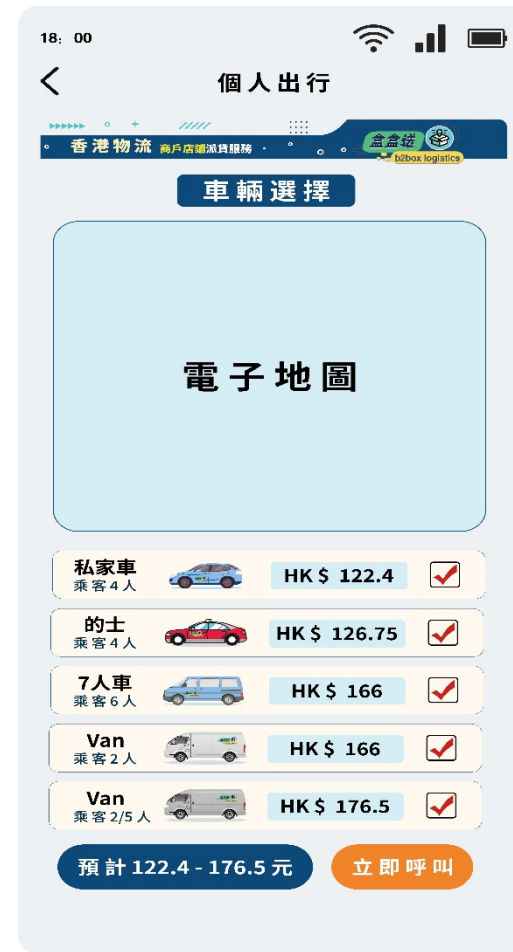 18：00
個人出行
香港物流 商戶店鋪派貨服務
盒盒送
b2box logistics
車輛選擇
電子地圖
私家車
乘客4人
HK$ 122.4
的士
乘客4人
HK$ 126.75
7人車
乘客6人
HK$ 166
Van
乘客2人
HK$ 166
Van
乘客2/5人
HK$ 176.5
預計122.4 - 176.5元
立即呼叫